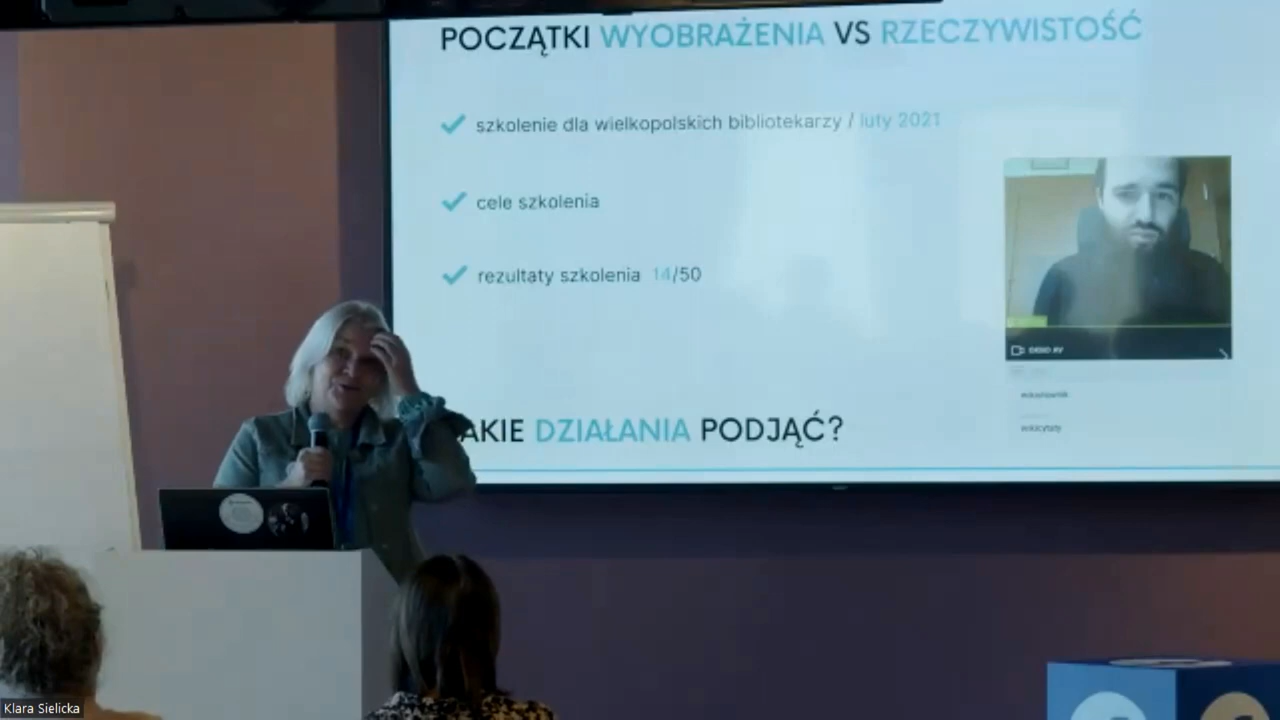 POCZĄTKI WYOBRAŻENIA VS RZECZYWISTOŚĆ
szkolenie dla wielkopolskich bibliotekarzy / luty 2021
cele szkolenia
rezultaty szkolenia 14/50
AKIE DZIAŁANIA PODJĄĆ?
Klara Sielicka